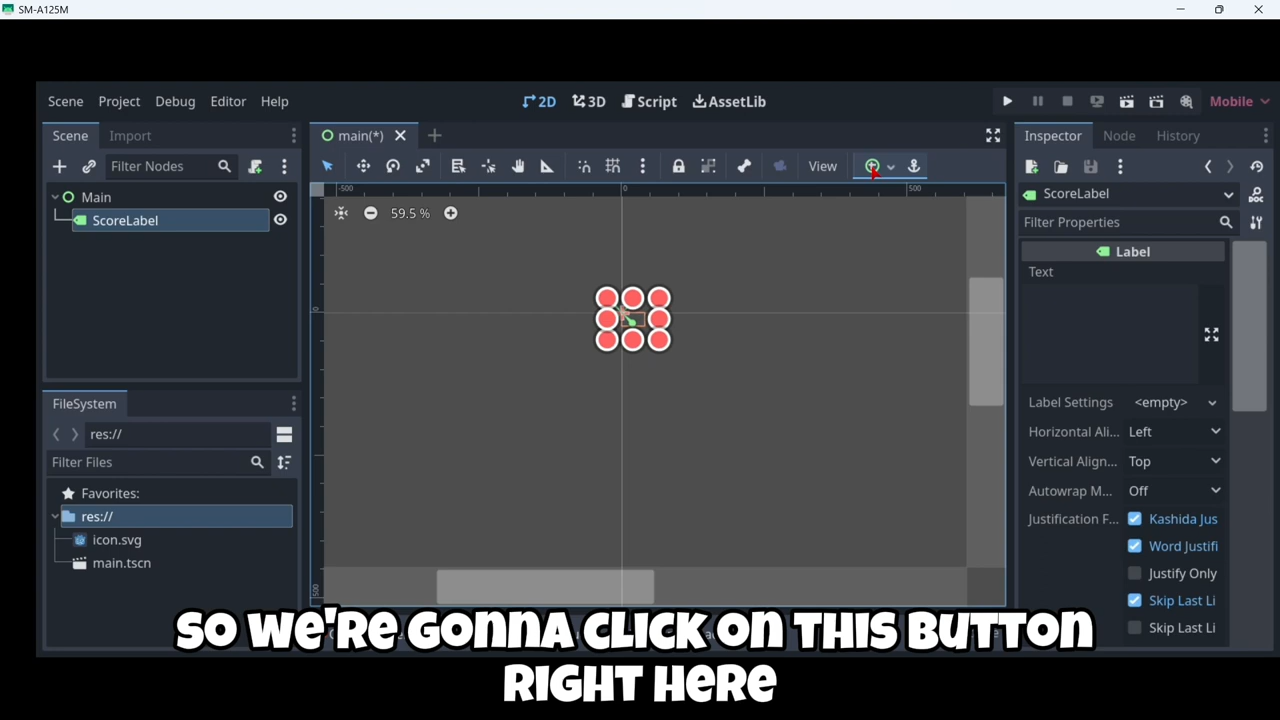 SM-A125M
Scene Project Debug Editor Help
2D 3D Script AssetLib
Mobile
Scene Import
main(*)
Inspector Node History
Filter Nodes
View
Main
ScoreLabel
-500 0 500
59.5 %
0
500
ScoreLabel
Filter Properties
Label
Text
Label Settings <empty>
Horizontal Ali... Left
Vertical Align... Top
Autowrap M... Off
Justification F... Kashida Jus
Word Justifi
Justify Only
Skip Last Li
Skip Last Li
FileSystem
res://
Filter Files
Favorites:
res://
icon.svg
main.tscn
SO WE'RE GONNA CLICK ON THIS BUTTON
RIGHT HERE